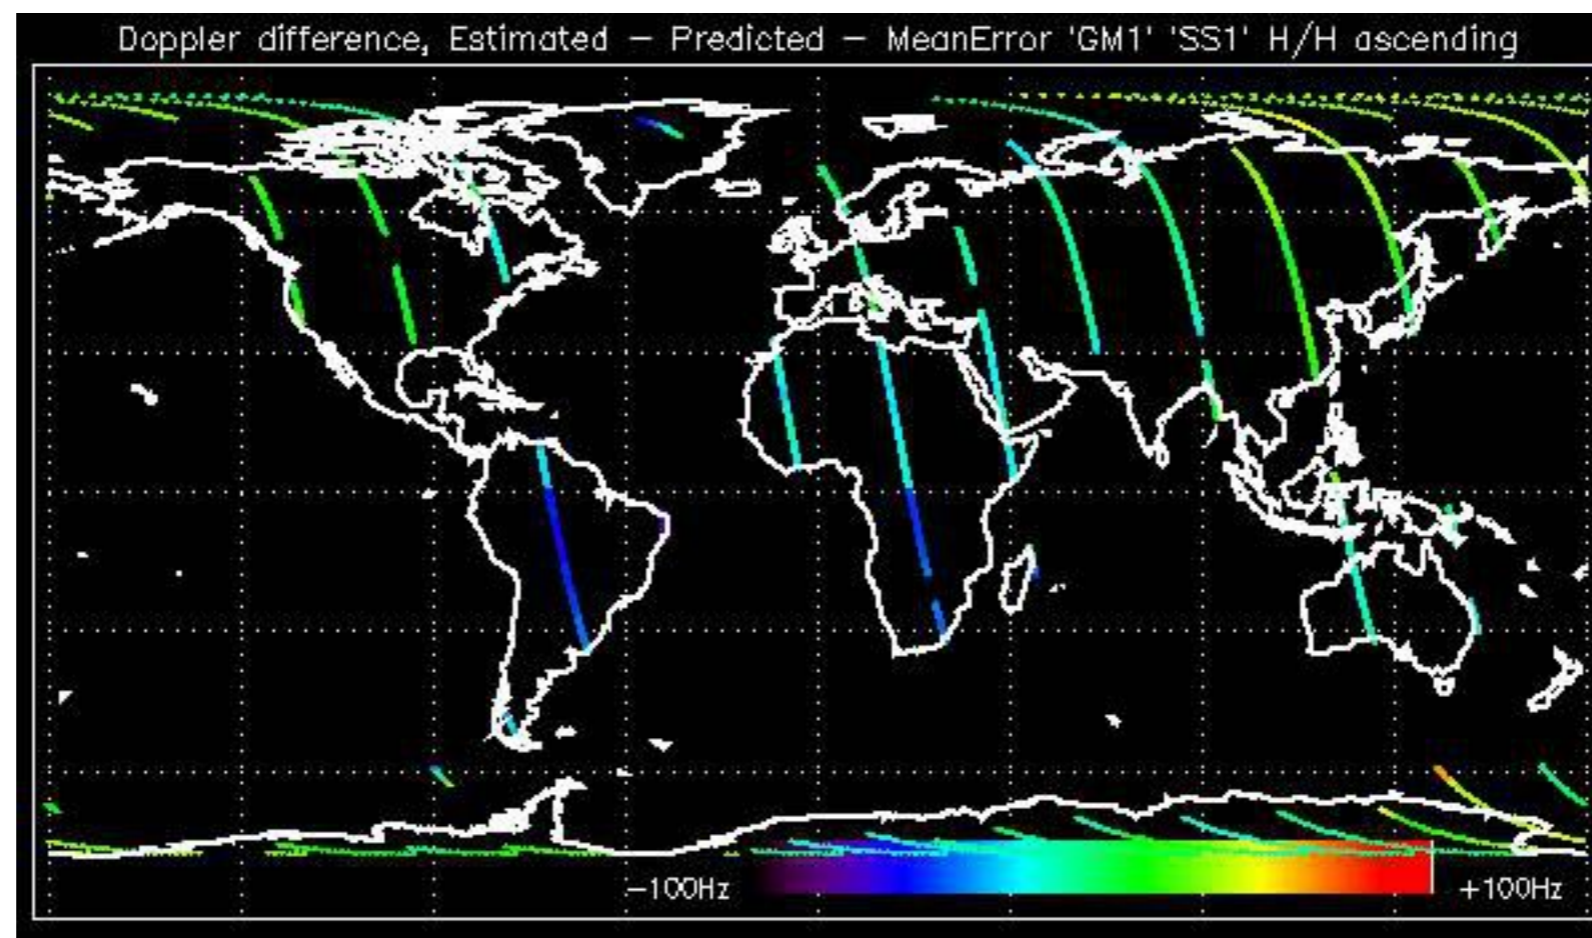 Doppler difference, Estimated - Predicted - MeanError 'GM1' 'SS1' H/H ascending
-100Hz +100Hz